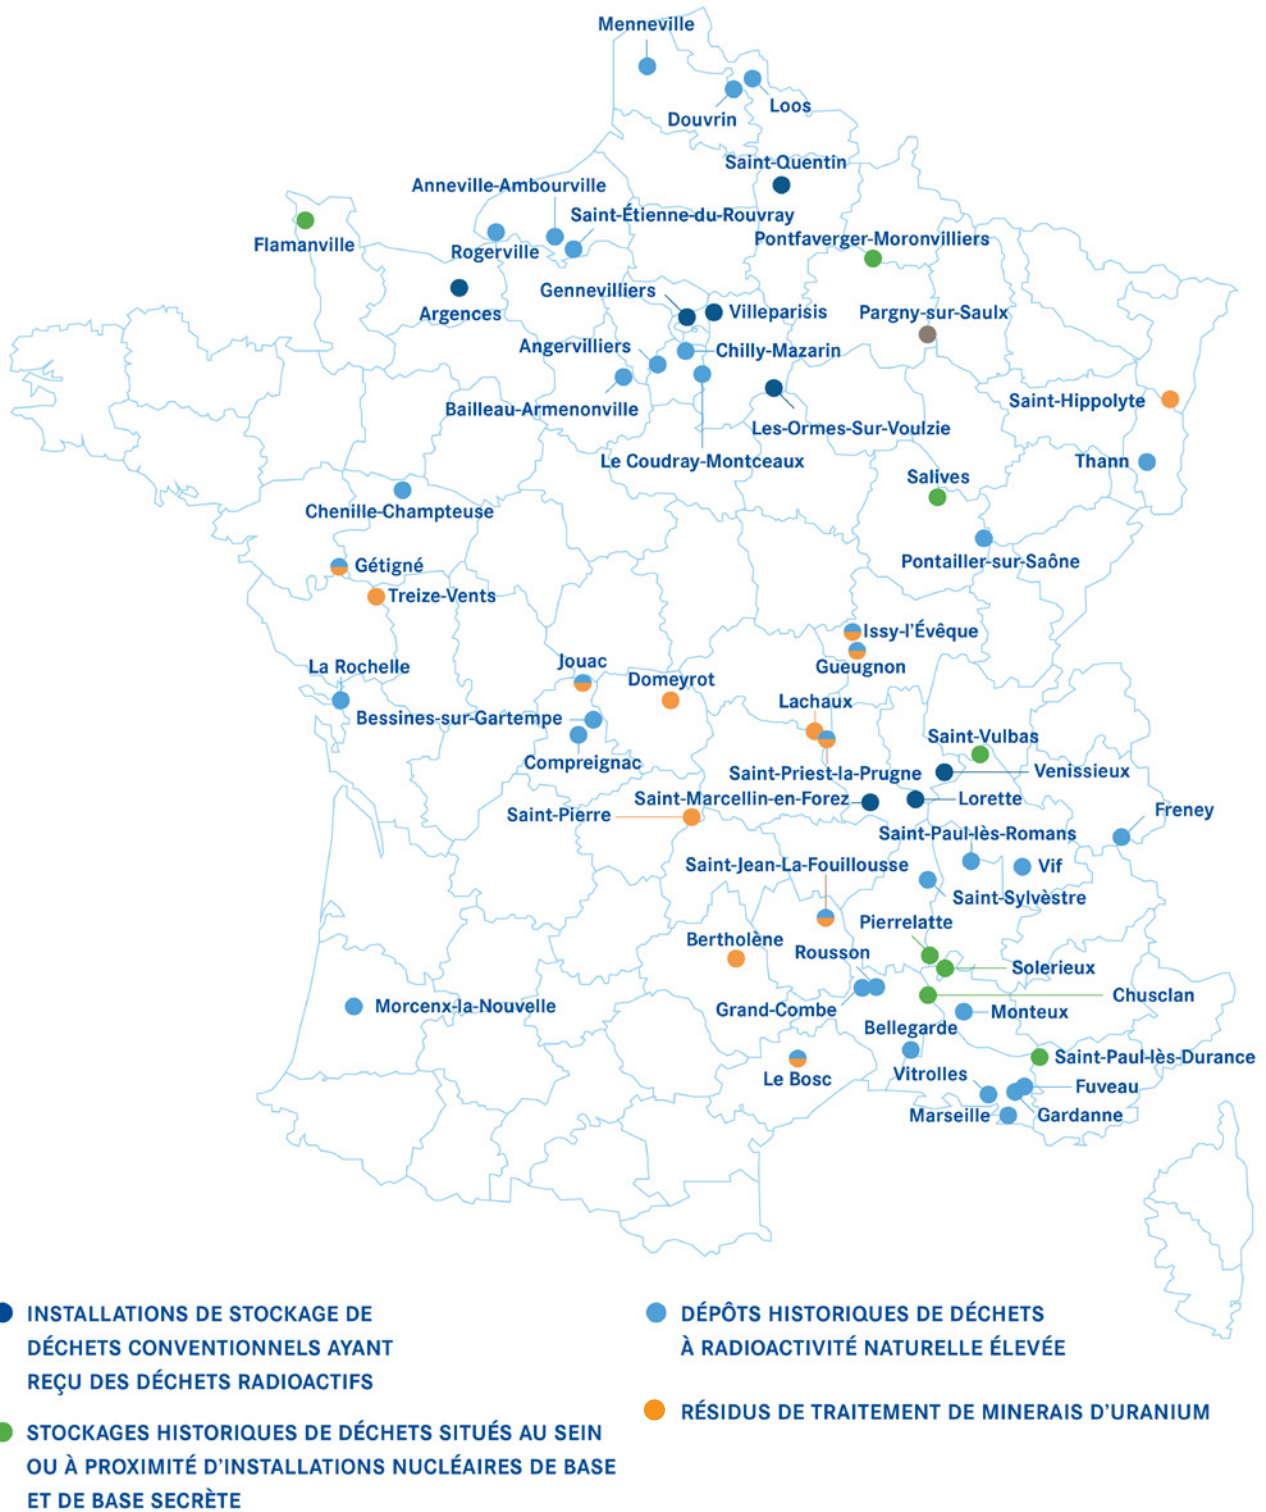 Menneville
Loos
Douvrin
Saint-Quentin
Anneville-Ambourville
Saint-Étienne-du-Rouvray
Flamanville
Rogerville
Pontfaverger-Moronvilliers
Gennevilliers
Argences
Villeparisis
Pargny-sur-Saulx
Angervilliers
Chilly-Mazarin
Bailleau-Armenonville
Saint-Hippolyte
Les-Ormes-Sur-Voulzie
Le Coudray-Montceaux
Thann
Salives
Chenille-Champteuse
Pontailler-sur-Saône
Gétigné
Treize-Vents
Issy-l'Évêque
Gueugnon
La Rochelle
Jouac
Domeyrot
Lachaux
Bessines-sur-Gartempe
Saint-Vulbas
Compreignac
Saint-Priest-la-Prugne
Venissieux
Saint-Marcellin-en-Forez
Lorette
Saint-Pierre
Freney
Saint-Paul-lès-Romans
Saint-Jean-La-Fouillousse
Vif
Saint-Sylvèstre
Pierrelatte
Bertholène
Rousson
Solerieux
Chusclan
Morcenx-la-Nouvelle
Grand-Combe
Monteux
Bellegarde
Saint-Paul-lès-Durance
Le Bosc
Vitrolles
Fuveau
Marseille
Gardanne
INSTALLATIONS DE STOCKAGE DE
DÉCHETS CONVENTIONNELS AYANT
REÇU DES DÉCHETS RADIOACTIFS
STOCKAGES HISTORIQUES DE DÉCHETS SITUÉS AU SEIN
OU À PROXIMITÉ D'INSTALLATIONS NUCLÉAIRES DE BASE
ET DE BASE SECRÈTE
DÉPÔTS HISTORIQUES DE DÉCHETS
À RADIOACTIVITÉ NATURELLE ÉLEVÉE
RÉSIDUS DE TRAITEMENT DE MINERAIS D'URANIUM